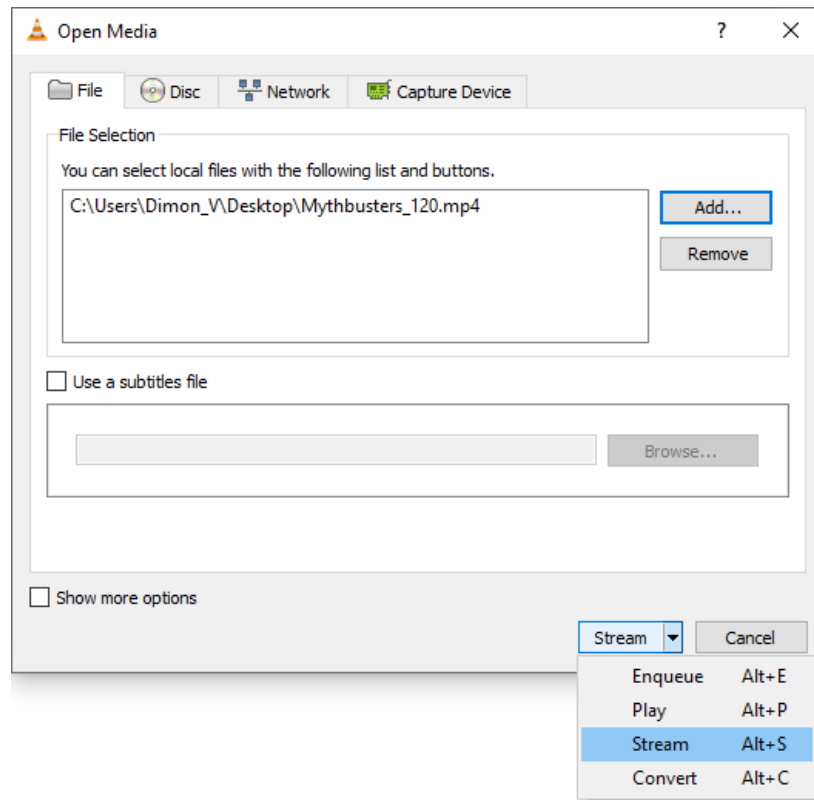 Open Media
?
File
Disc
Network
Capture Device
File Selection
You can select local files with the following list and buttons.
C:\Users\Dimon_V\Desktop\Mythbusters_120.mp4
Add...
Remove
Use a subtitles file
Browse...
Show more options
Stream
Cancel
Enqueue Alt+E
Play Alt+P
Stream Alt+S
Convert Alt+C